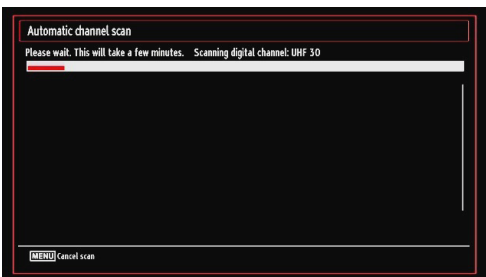 Automatic channel scan
Please wait. This will take a few minutes. Scanning digital channel: UHF 30
MENU Cancel scan